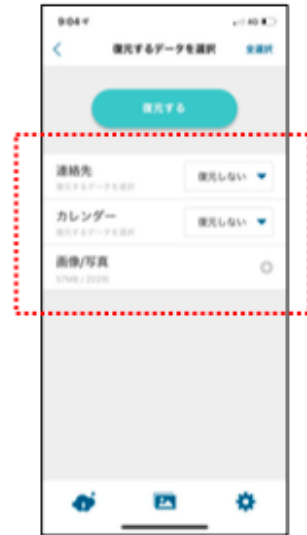 9:04
4G
復元するデータを選択
全選択
復元する
連絡先
復元しない
復元するデータを選択
カレンダー
復元しない
復元するデータを選択
画像/写真